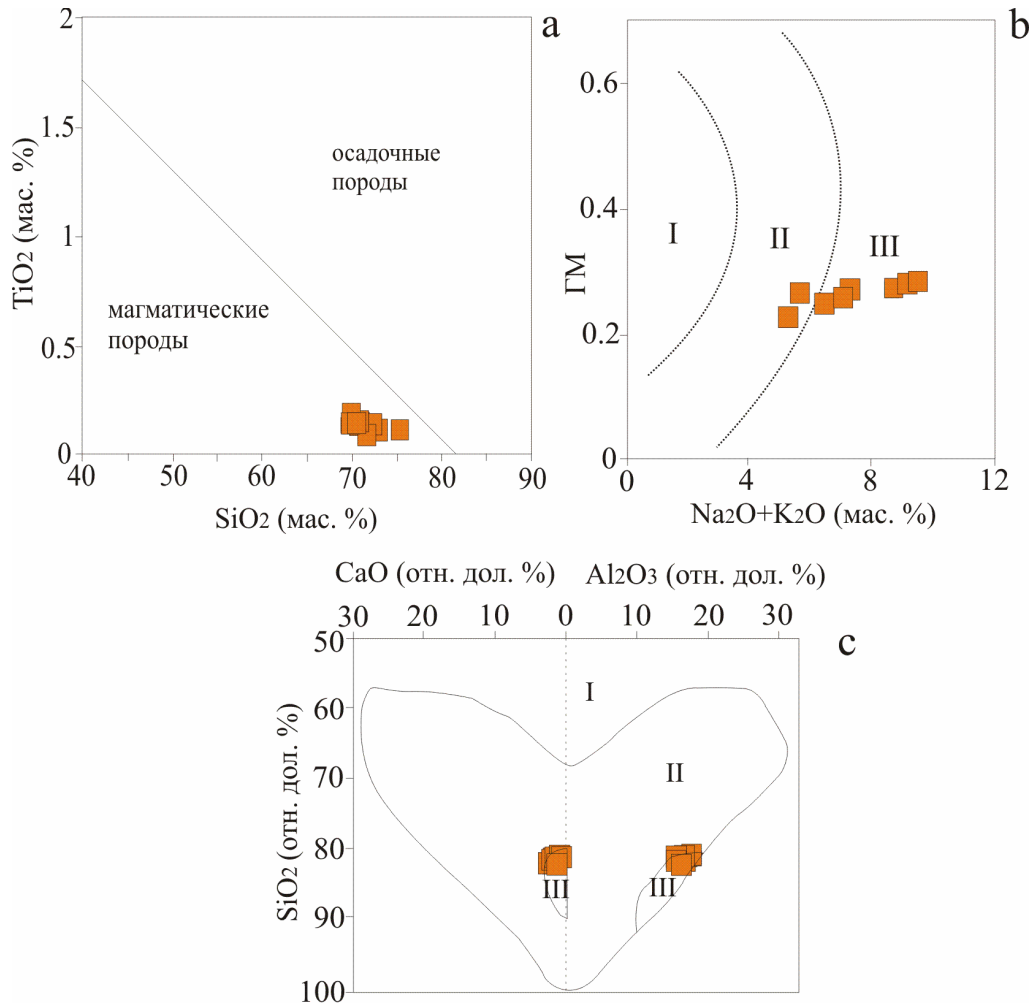 a
2
1.5
1
0.5
0
TiO2 (мас. %)
осадочные
породы
магматические
породы
40 50 60 70 80 90
SiO2 (мас. %)
b
0.6
0.4
0.2
0
ГМ
I
II
III
0 4 8 12
Na2O+K2O (мас. %)
CaO (отн. дол. %) Al2O3 (отн. дол. %)
30 20 10 0 10 20 30
c
50
60
70
80
90
100
SiO2 (отн. дол. %)
I
II
III
III